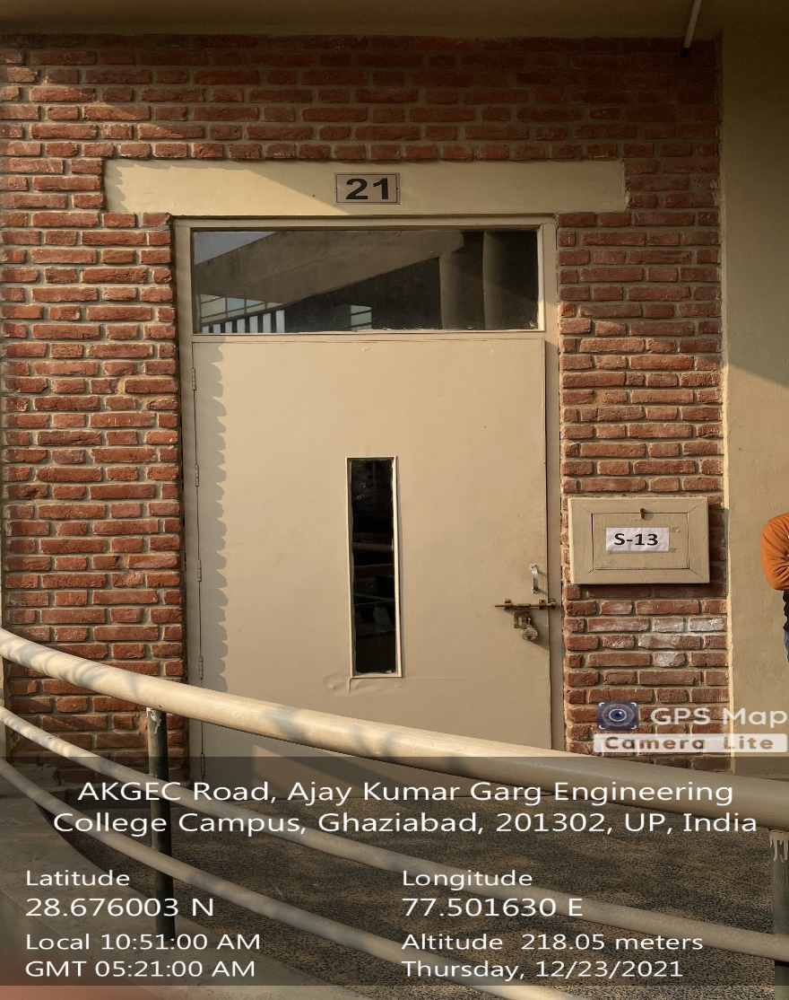 21
S-13
GPS Map
Camera Lite
AKGEC Road, Ajay Kumar Garg Engineering
College Campus, Ghaziabad, 201302, UP, India
Latitude
Longitude
28.676003 N
77.501630 E
Local 10:51:00 AM
Altitude 218.05 meters
GMT 05:21:00 AM
Thursday, 12/23/2021